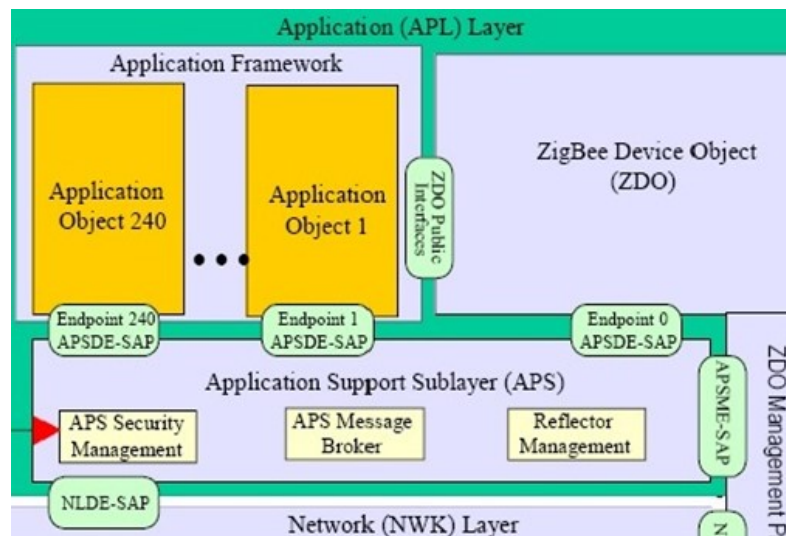 Application (APL) Layer
Application Framework
Application
Object 240
Application
Object 1
ZDO Public
Interfaces
ZigBee Device Object
(ZDO)
Endpoint 240
APSDE-SAP
Endpoint 1
APSDE-SAP
Endpoint 0
APSDE-SAP
Application Support Sublayer (APS)
APS Security
Management
APS Message
Broker
Reflector
Management
APSME-SAP
ZDO Management P
NLDE-SAP
Network (NWK) Layer
N